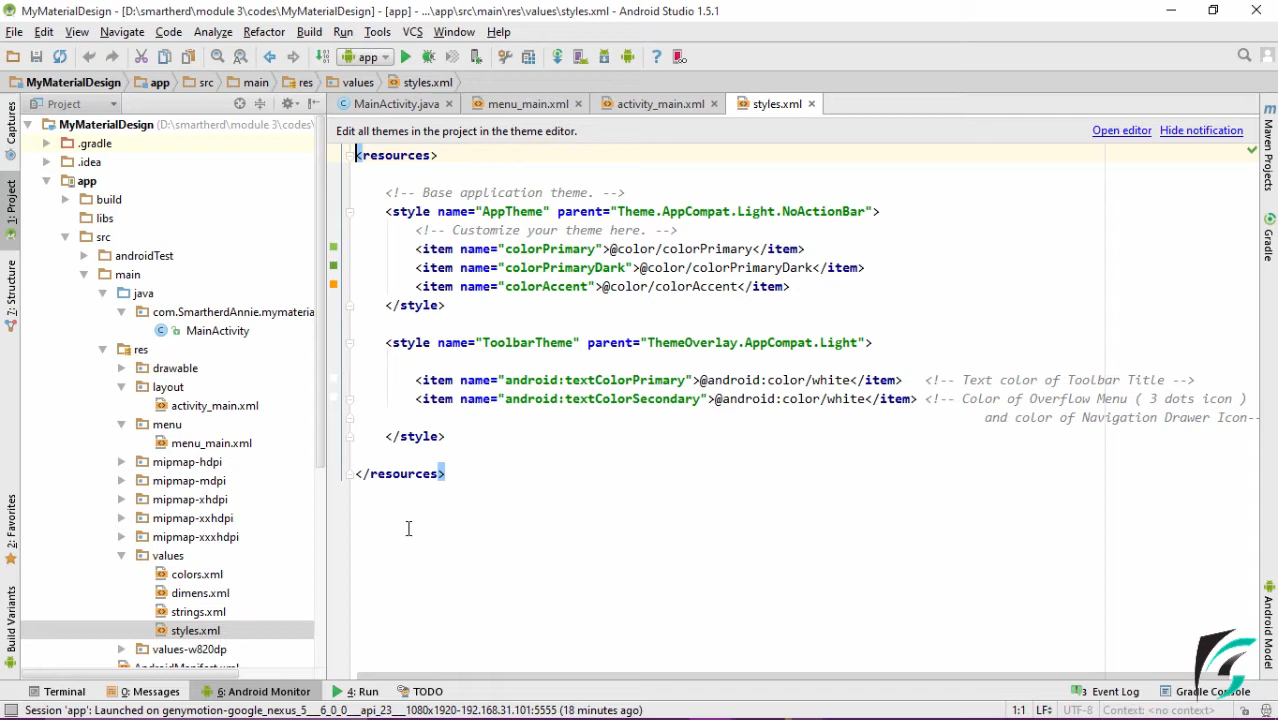 MyMaterialDesign - [D:\smartherd\module 3\codes\MyMaterialDesign] - [app] - ...\app\src\main\res\values\styles.xml - Android Studio 1.5.1
File Edit View Navigate Code Analyze Refactor Build Run Tools VCS Window Help
app
MyMaterialDesign app src main res values styles.xml
Project
MainActivity.java menu_main.xml activity_main.xml styles.xml
Edit all themes in the project in the theme editor. Open editor Hide notification
MyMaterialDesign (D:\smartherd\module 3\codes\
.gradle
.idea
app
build
libs
src
androidTest
main
java
com.SmartherdAnnie.mymateria
MainActivity
res
drawable
layout
activity_main.xml
menu
menu_main.xml
mipmap-hdpi
mipmap-mdpi
mipmap-xhdpi
mipmap-xxhdpi
mipmap-xxxhdpi
values
colors.xml
dimens.xml
strings.xml
styles.xml
values-w820dp
AndroidManifest.xml
<resources>
<!-- Base application theme. -->
<style name="AppTheme" parent="Theme.AppCompat.Light.NoActionBar">
<!-- Customize your theme here. -->
<item name="colorPrimary">@color/colorPrimary</item>
<item name="colorPrimaryDark">@color/colorPrimaryDark</item>
<item name="colorAccent">@color/colorAccent</item>
</style>
<style name="ToolbarTheme" parent="ThemeOverlay.AppCompat.Light">
<item name="android:textColorPrimary">@android:color/white</item> <!-- Text color of Toolbar Title -->
<item name="android:textColorSecondary">@android:color/white</item> <!-- Color of Overflow Menu ( 3 dots icon )
and color of Navigation Drawer Icon--
</style>
</resources>
Captures
1: Project
7: Structure
2: Favorites
Build Variants
Maven Projects
Gradle
Android Model
Terminal 0: Messages 6: Android Monitor 4: Run TODO 3 Event Log Gradle Console
Session 'app': Launched on genymotion-google_nexus_5___6_0_0___api_23___1080x1920-192.168.31.101:5555 (18 minutes ago) 1:1 LF UTF-8 Context: <no context>